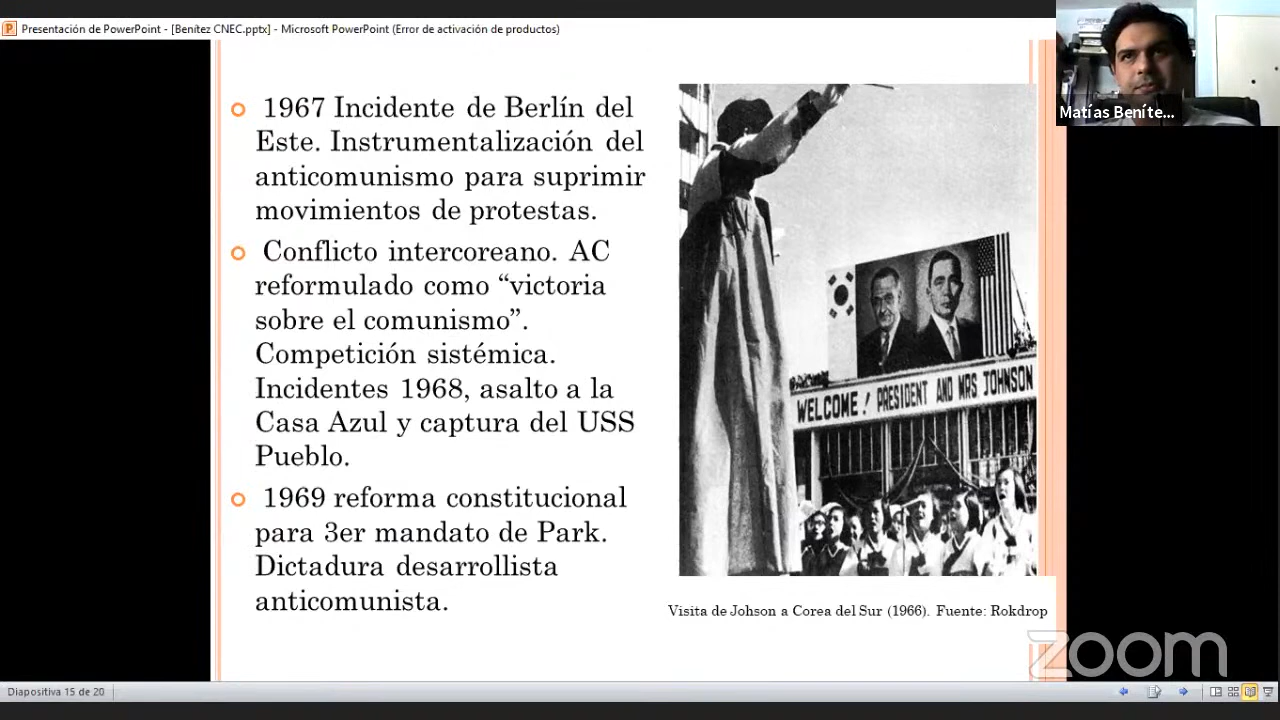 Presentación de PowerPoint - [Benítez CNEC.pptx] - Microsoft PowerPoint (Error de activación de productos)
Matías Beníte...
1967 Incidente de Berlín del
Este. Instrumentalización del
anticomunismo para suprimir
movimientos de protestas.
Conflicto intercoreano. AC
reformulado como “victoria
sobre el comunismo”.
Competición sistémica.
Incidentes 1968, asalto a la
Casa Azul y captura del USS
Pueblo.
1969 reforma constitucional
para 3er mandato de Park.
Dictadura desarrollista
anticomunista.
WELCOME! PRESIDENT AND MRS JOHNSON
Visita de Johson a Corea del Sur (1966). Fuente: Rokdrop
zoom
Diapositiva 15 de 20